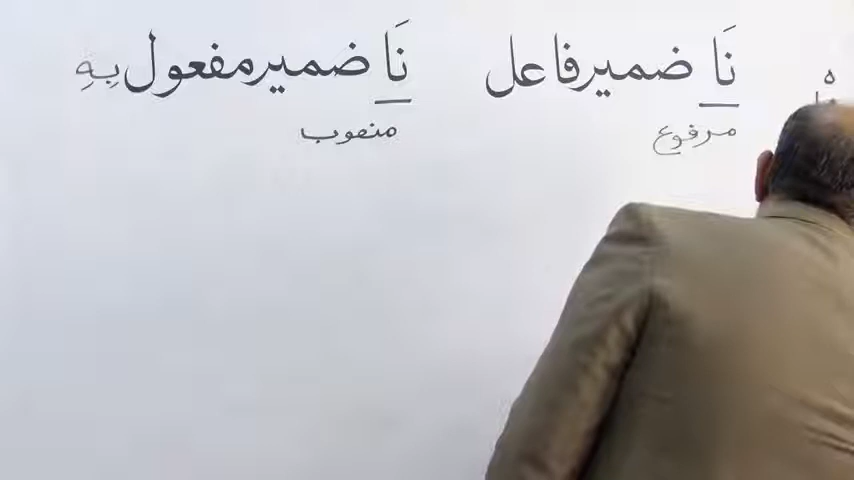 نَا ضمير فاعل
مرفوع
نَا ضمير مفعول بِهِ
منصوب